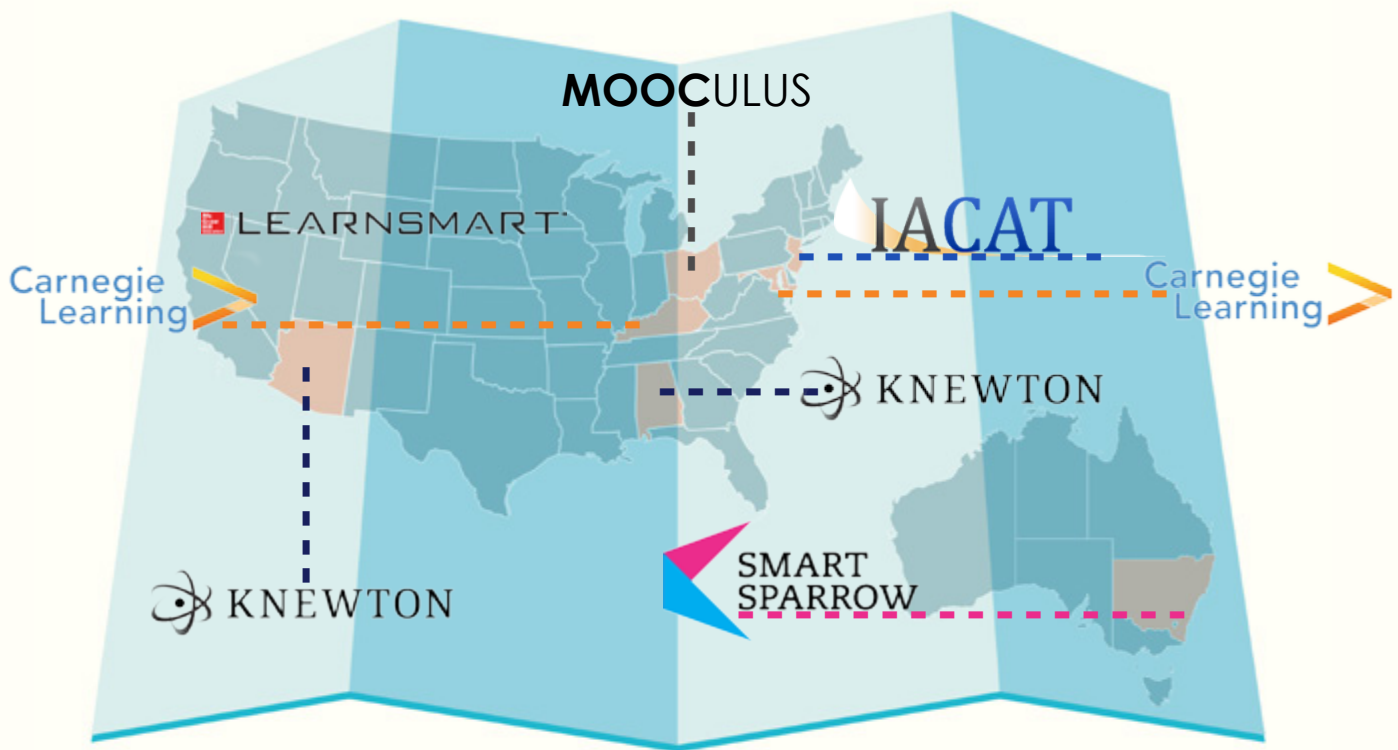 MOOCULUS
LEARNSMART
IACAT
Carnegie
Learning
Carnegie
Learning
KNEWTON
KNEWTON
SMART
SPARROW